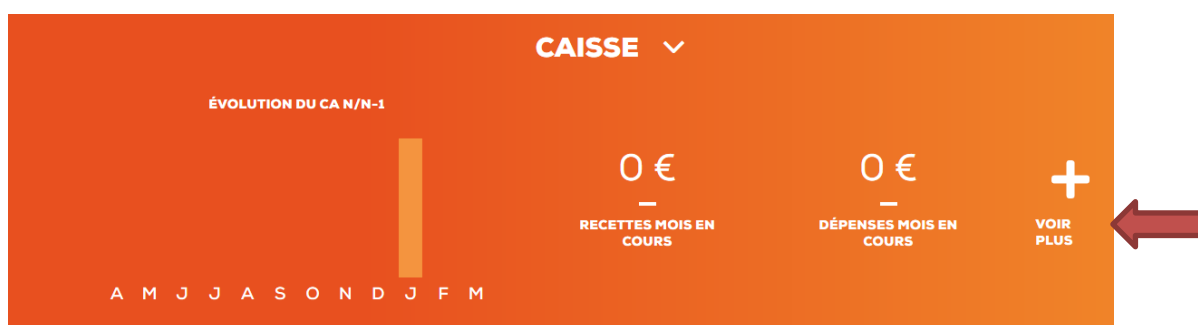 CAISSE
ÉVOLUTION DU CA N/N-1
0 €
RECETTES MOIS EN
COURS
0 €
DÉPENSES MOIS EN
COURS
VOIR
PLUS
A M J J A S O N D J F M